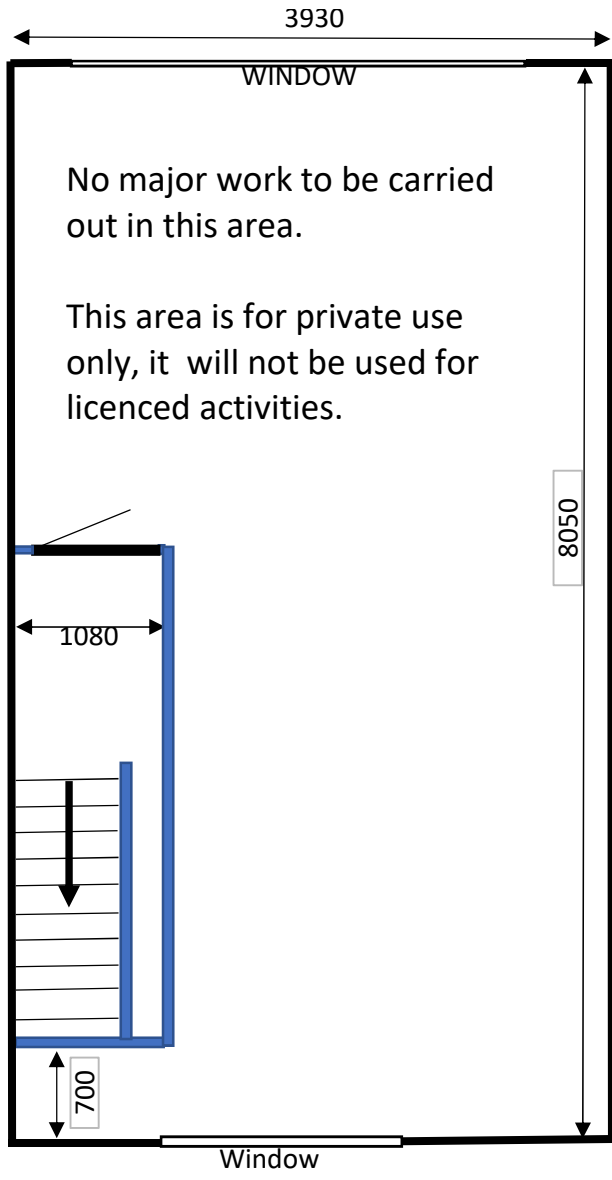 3930
WINDOW
No major work to be carried
out in this area.
This area is for private use
only, it  will not be used for
licenced activities.
8050
1080
700
Window